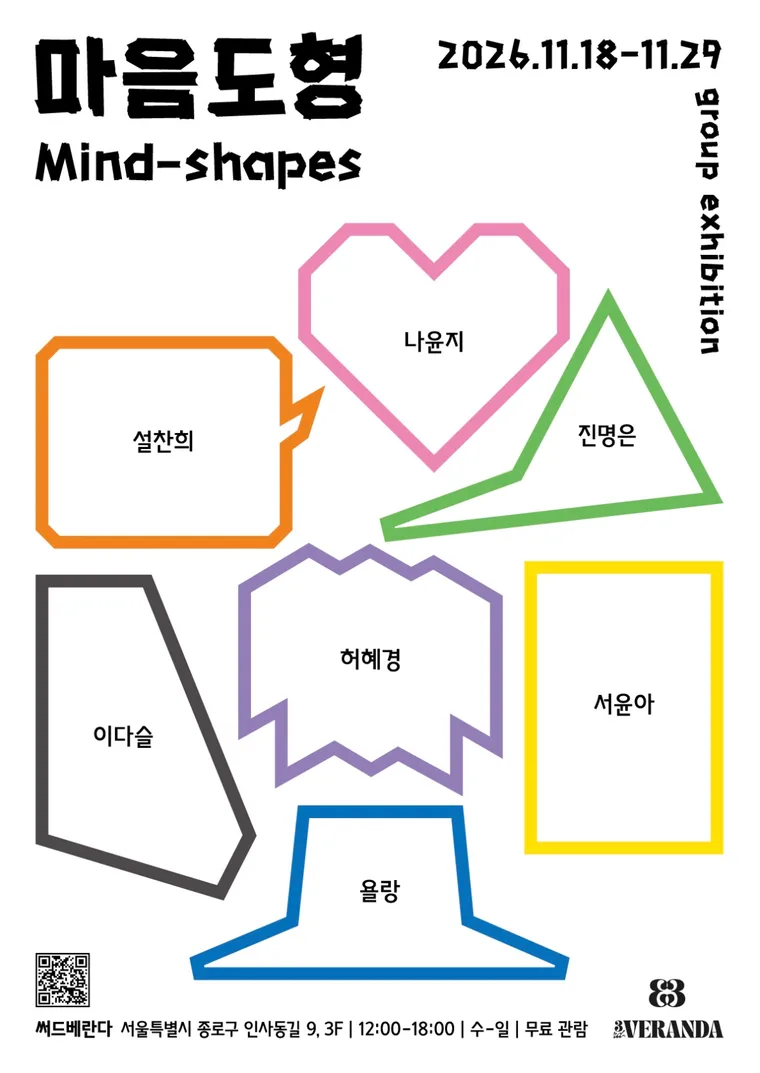 마음도형
Mind-shapes
2026.11.18-11.29
group exhibition
나윤지
설찬희
진명은
허혜경
서윤아
이다슬
욜랑
써드베란다 서울특별시 종로구 인사동길 9, 3F | 12:00-18:00 | 수-일 | 무료 관람
VERANDA